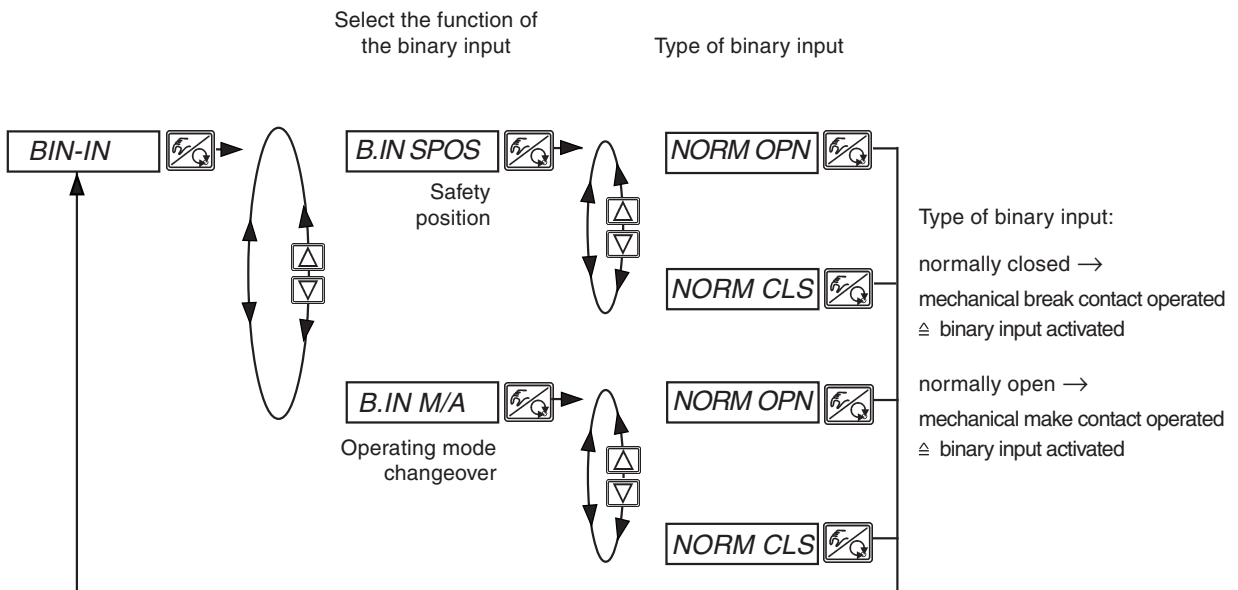 Select the function of
the binary input
Type of binary input
BIN-IN
B.IN SPOS
Safety
position
NORM OPN
NORM CLS
B.IN M/A
Operating mode
changeover
NORM OPN
NORM CLS
Type of binary input:
normally closed →
mechanical break contact operated
≙ binary input activated
normally open →
mechanical make contact operated
≙ binary input activated